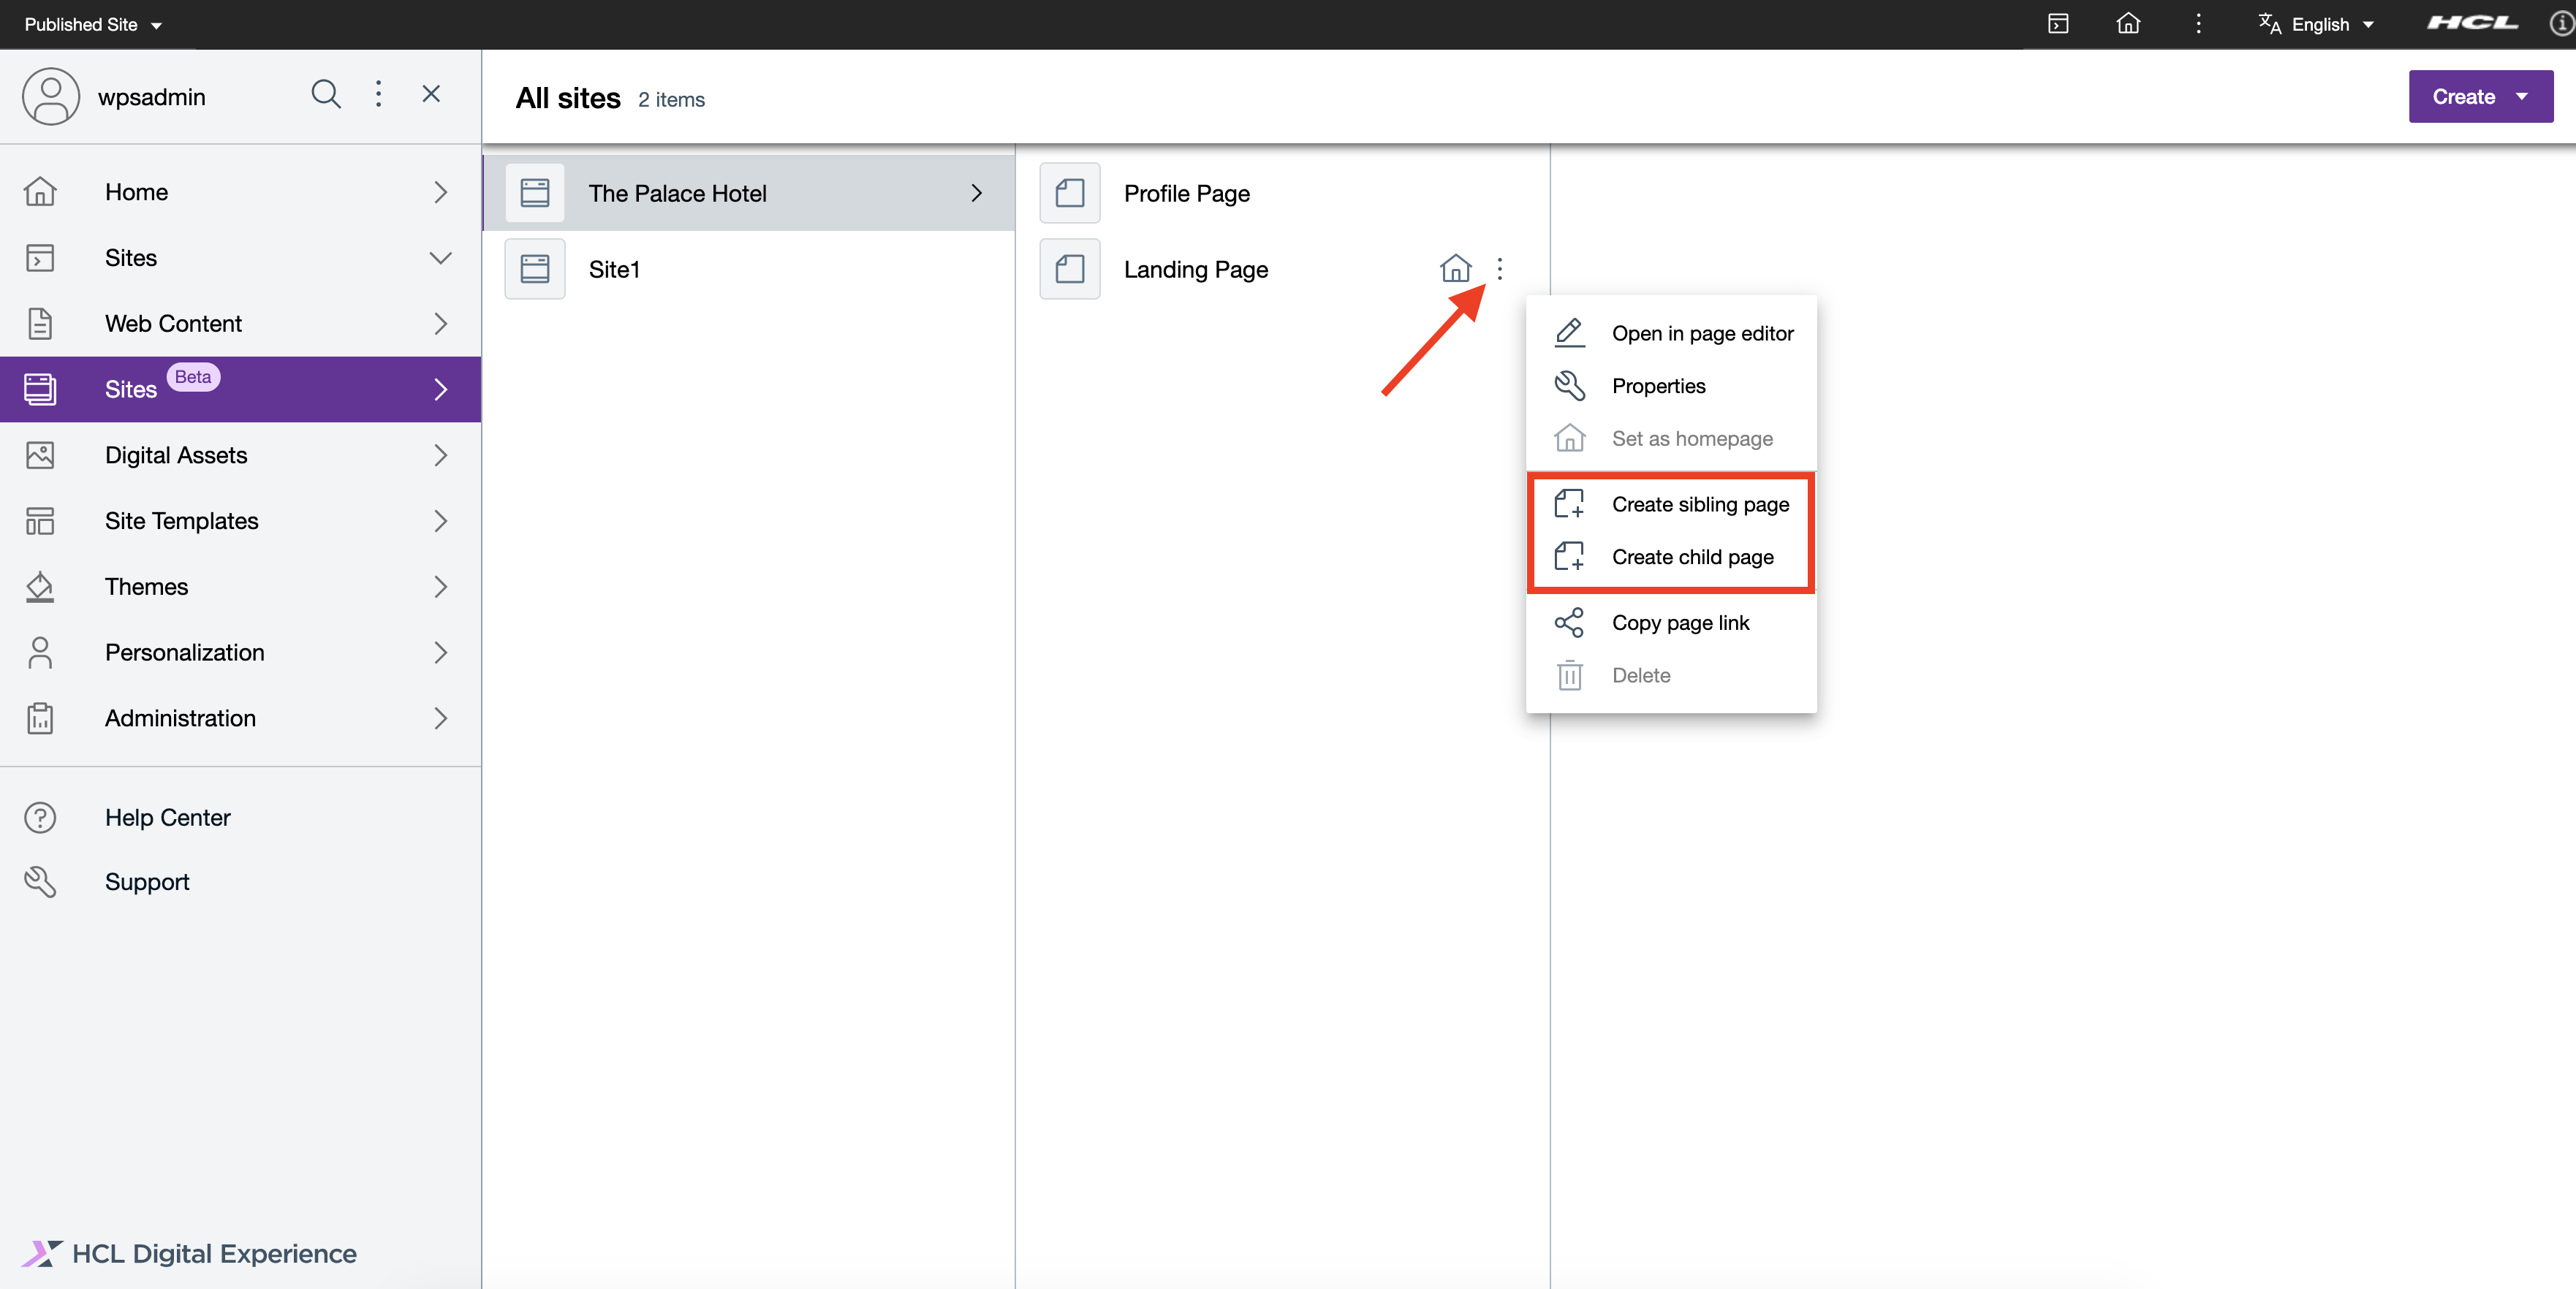 Published Site
English
HCL
wpsadmin
All sites 2 items
Create
Home
Sites
Web Content
Sites Beta
Digital Assets
Site Templates
Themes
Personalization
Administration
Help Center
Support
HCL Digital Experience
The Palace Hotel
Site1
Profile Page
Landing Page
Open in page editor
Properties
Set as homepage
Create sibling page
Create child page
Copy page link
Delete